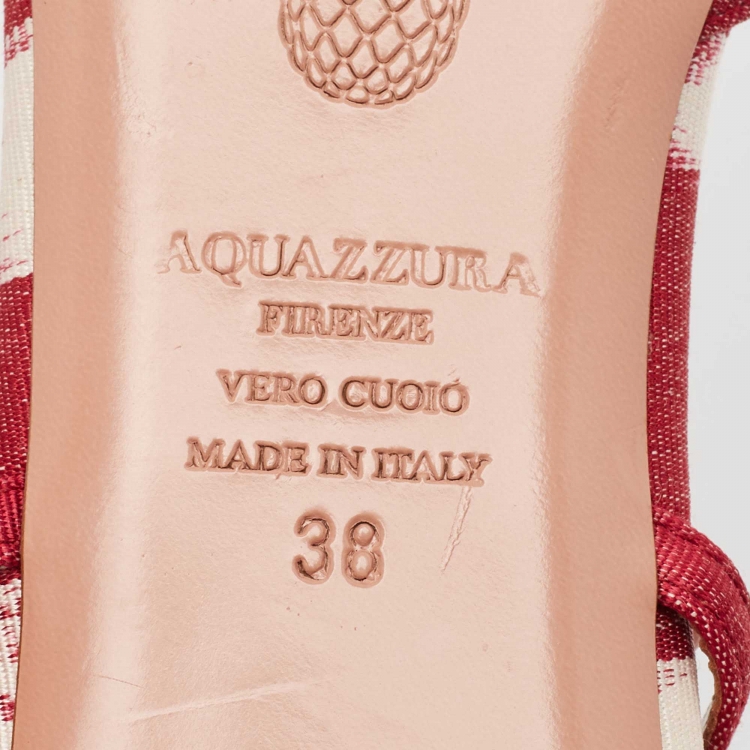 AQUAZZURA
FIRENZE
VERO CUOIO
MADE IN ITALY
38